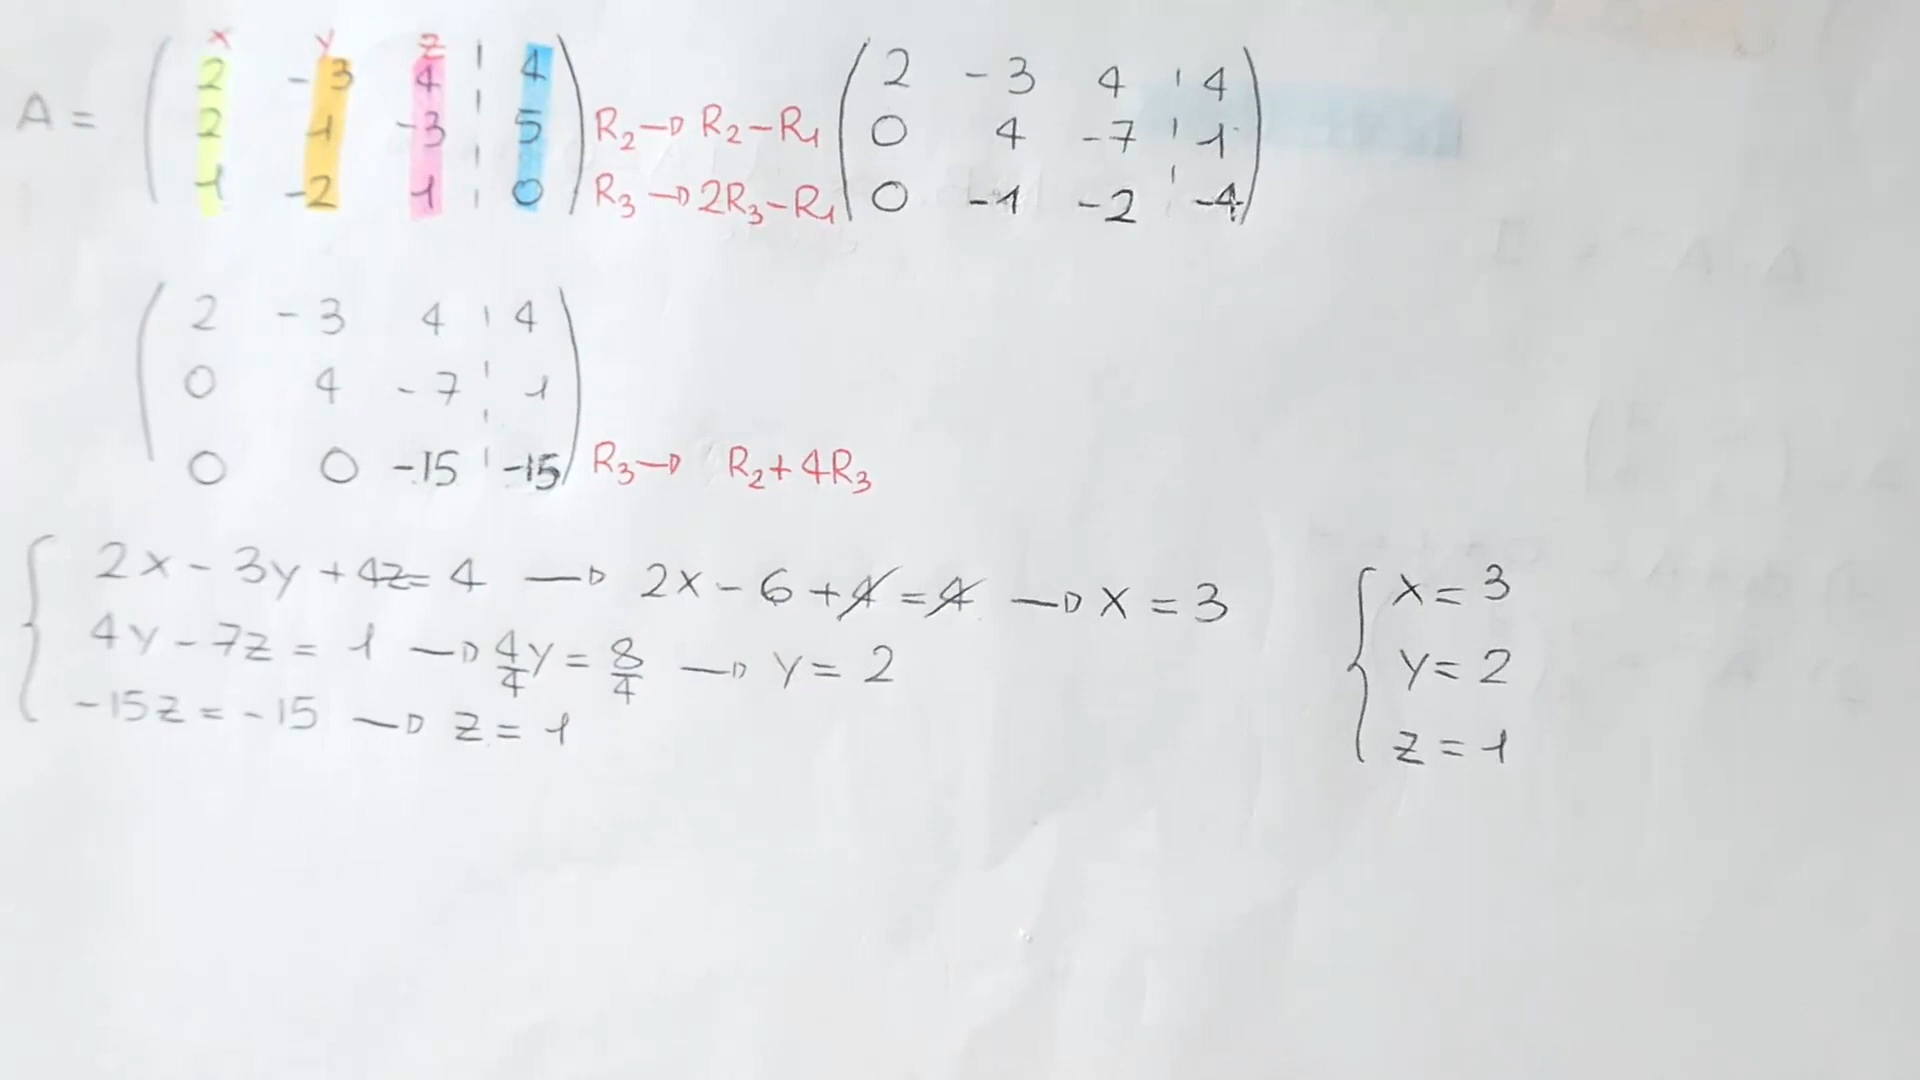 x y z
A = ( 2 -3 4 ¦ 4 ) ( 2 -3 4 ¦ 4 )
( 2 1 -3 ¦ 5 ) R₂→ R₂-R₁ ( 0 4 -7 ¦ 1 )
( 1 -2 1 ¦ 0 ) R₃→2R₃-R₁ ( 0 -1 -2 ¦ -4 )
( 2 -3 4 ¦ 4 )
( 0 4 -7 ¦ 1 )
( 0 0 -15 ¦ -15 ) R₃→ R₂+4R₃
{ 2x-3y+4z=4 → 2x-6+4=4 → x=3
4y-7z=1 → 4/4 y = 8/4 → y=2
-15z=-15 → z=1
{ x=3
y=2
z=1